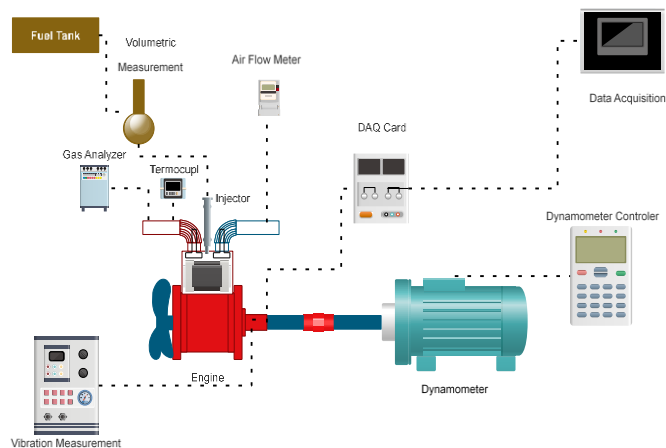 Fuel Tank
Volumetric
Measurement
Air Flow Meter
Data Acquisition
DAQ Card
Gas Analyzer
Termocupl
Injector
Dynamometer Controler
Engine
Dynamometer
Vibration Measurement